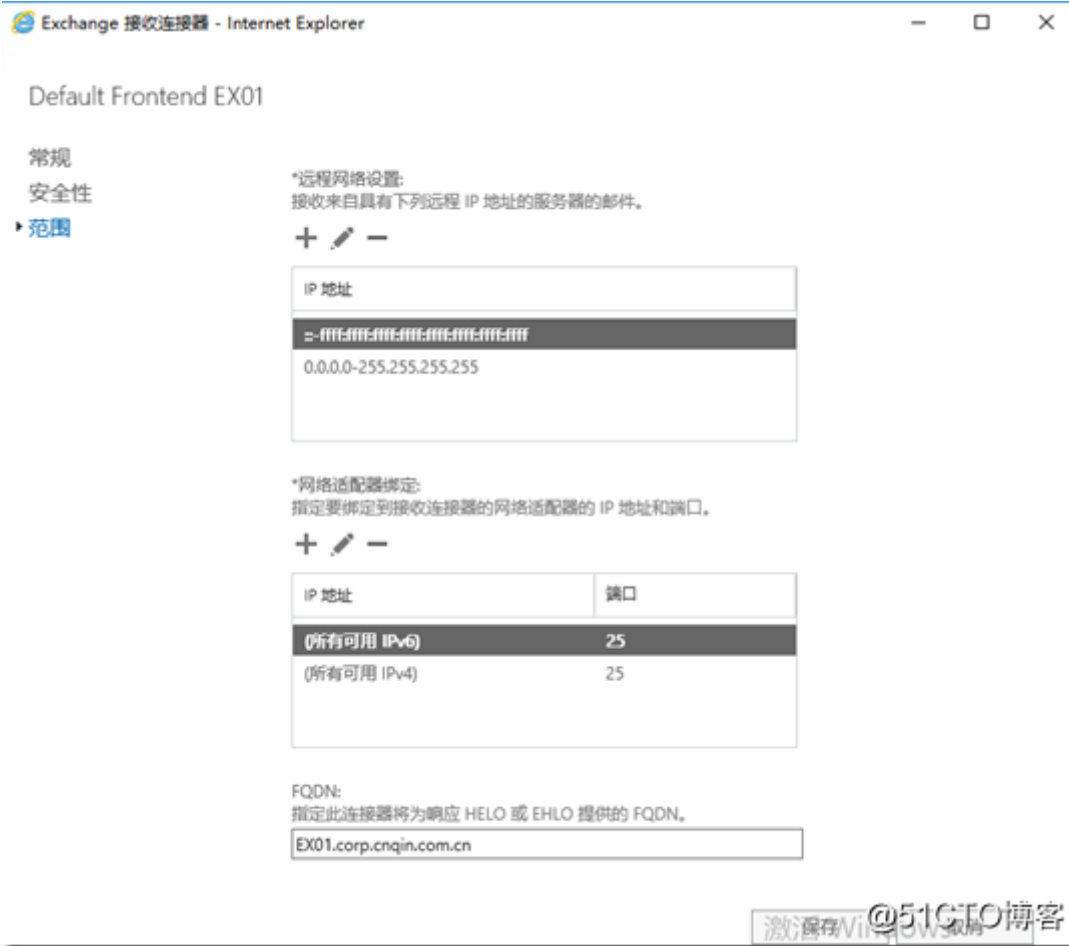 Exchange 接收连接器 - Internet Explorer
Default Frontend EX01
常规
安全性
范围
*远程网络设置:
接收来自具有下列远程 IP 地址的服务器的邮件。
IP 地址
::-ffff:ffff:ffff:ffff:ffff:ffff:ffff:ffff
0.0.0.0-255.255.255.255
*网络适配器绑定:
指定要绑定到接收连接器的网络适配器的 IP 地址和端口。
IP 地址 端口
(所有可用 IPv6) 25
(所有可用 IPv4) 25
FQDN:
指定此连接器将为响应 HELO 或 EHLO 提供的 FQDN。
EX01.corp.cnqin.com.cn
保存 取消
激活 Windows
@51CTO博客